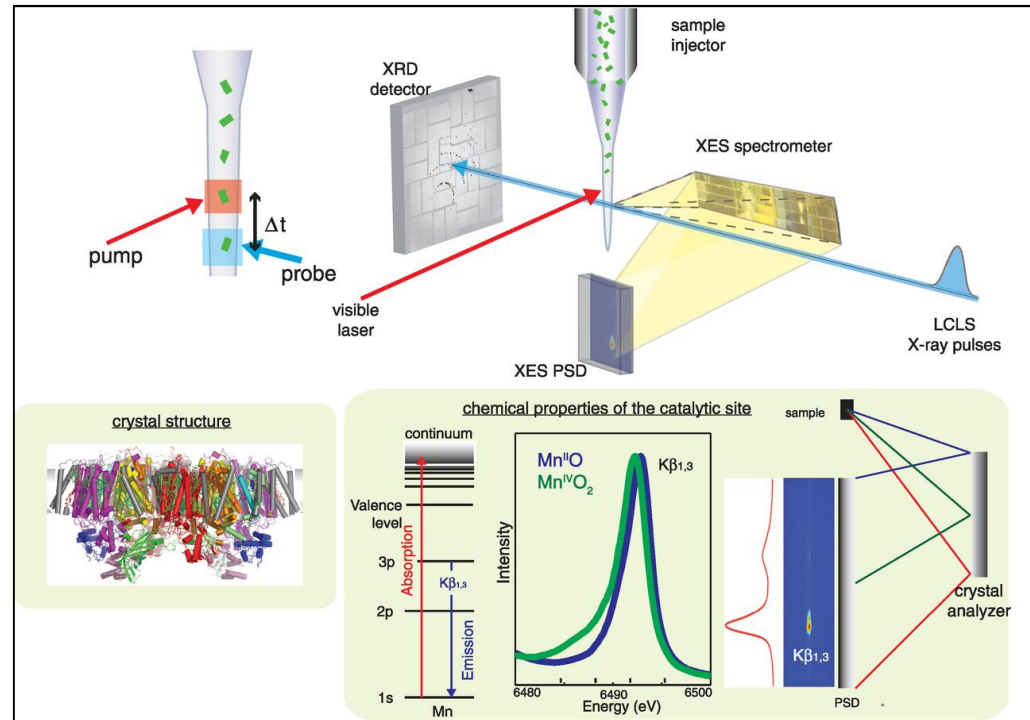 sample
injector
XRD
detector
XES spectrometer
pump
Δt
probe
visible
laser
XES PSD
LCLS
X-ray pulses
crystal structure
chemical properties of the catalytic site
continuum
Valence
level
3p
2p
1s
Mn
Absorption
Kβ1,3
Emission
Intensity
MnᴵᴵO
MnᴵⱽO₂
Kβ1,3
6480
6490
6500
Energy (eV)
sample
Kβ1,3
crystal
analyzer
PSD